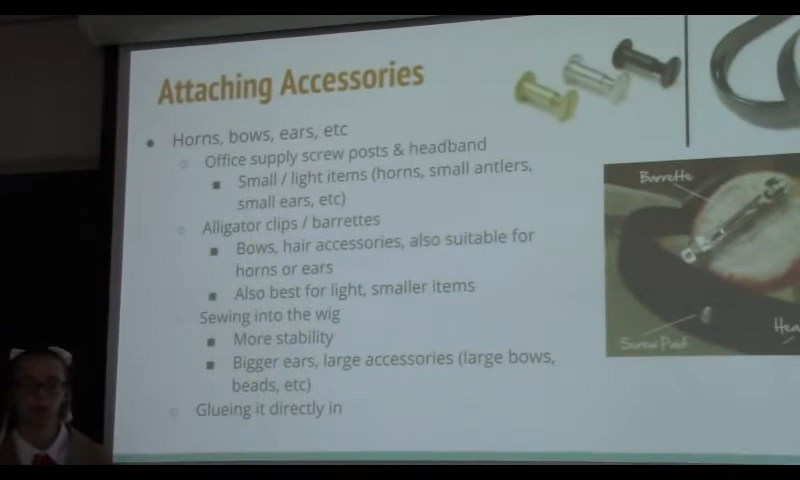 Attaching Accessories
Horns, bows, ears, etc
Office supply screw posts & headband
Small / light items (horns, small antlers,
small ears, etc)
Alligator clips / barrettes
Bows, hair accessories, also suitable for
horns or ears
Also best for light, smaller items
Sewing into the wig
More stability
Bigger ears, large accessories (large bows,
beads, etc)
Glueing it directly in
Barrette
Screw Post